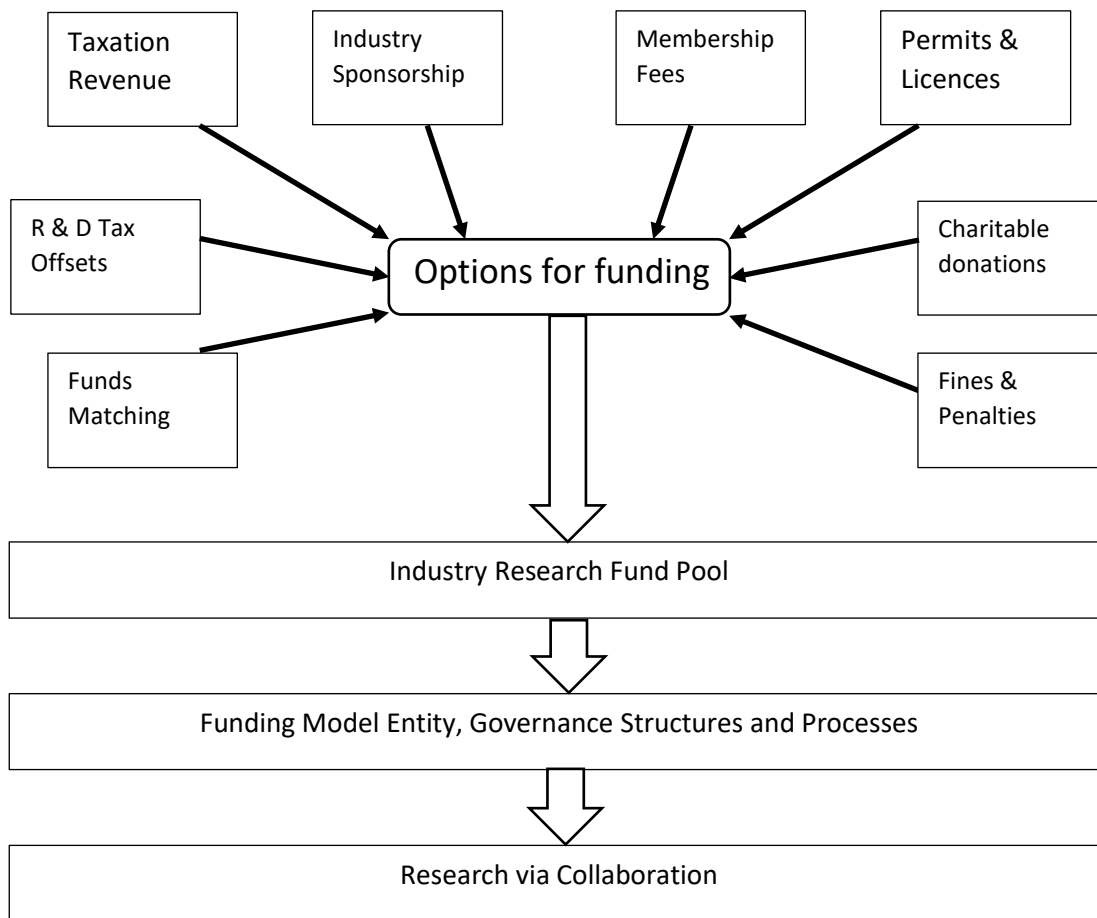 Taxation
Revenue
Industry
Sponsorship
Membership
Fees
Permits &
Licences
R & D Tax
Offsets
Options for funding
Charitable
donations
Funds
Matching
Fines &
Penalties
Industry Research Fund Pool
Funding Model Entity, Governance Structures and Processes
Research via Collaboration